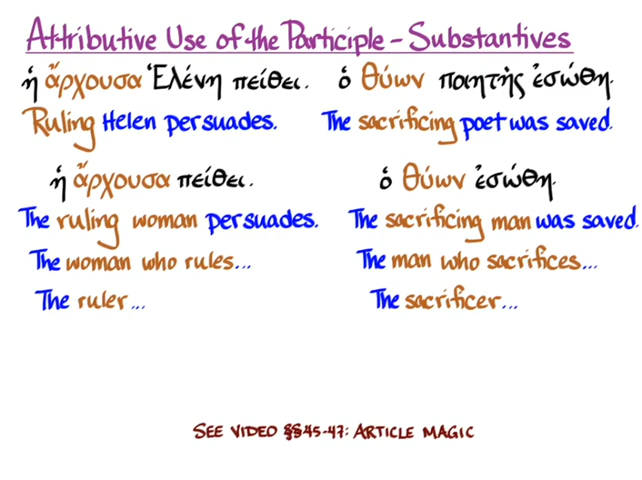 Attributive Use of the Participle – Substantives
ἡ ἄρχουσα Ἑλένη πείθει.
Ruling Helen persuades.
ἡ ἄρχουσα πείθει.
The ruling woman persuades.
The woman who rules...
The ruler...
ὁ θύων ποιητὴς ἐσώθη.
The sacrificing poet was saved.
ὁ θύων ἐσώθη.
The sacrificing man was saved.
The man who sacrifices...
The sacrificer...
SEE VIDEO §§45-47: ARTICLE MAGIC